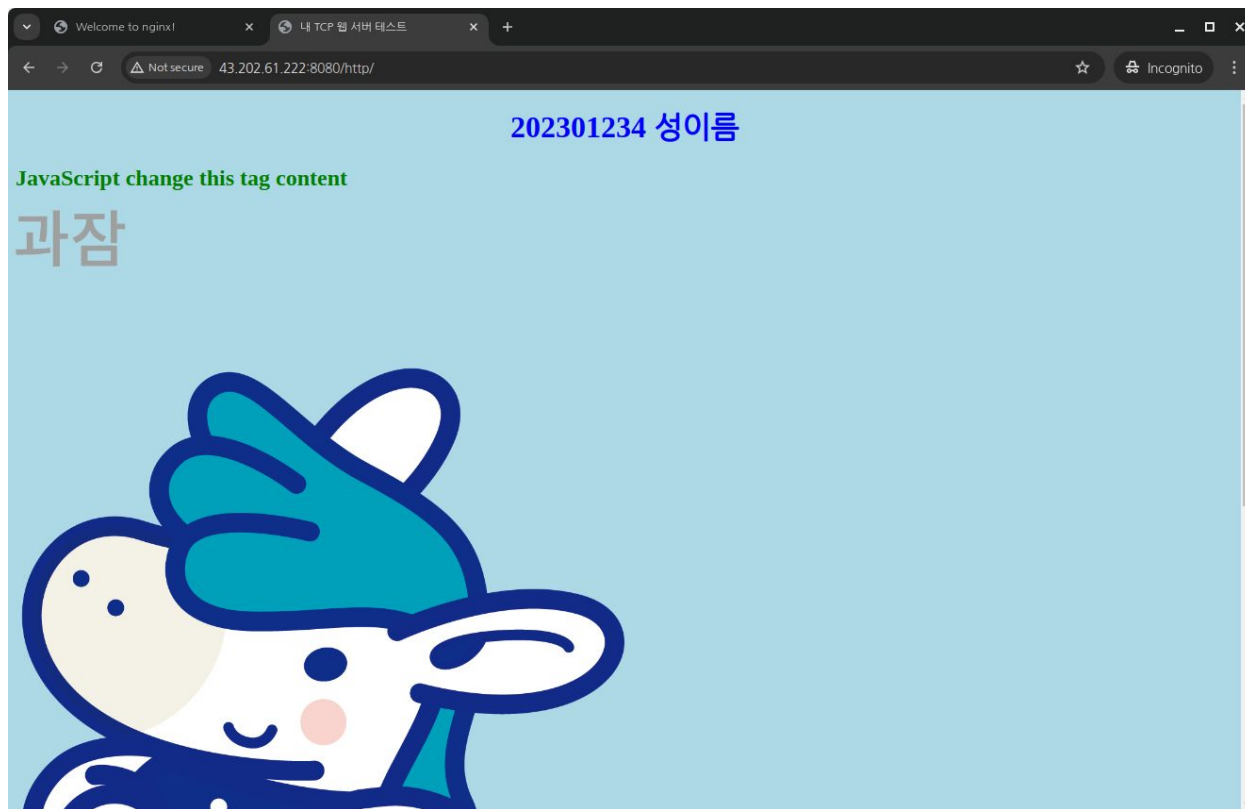 Welcome to nginx!
내 TCP 웹 서버 테스트
Not secure 43.202.61.222:8080/http/
Incognito
202301234 성이름
JavaScript change this tag content
과잠